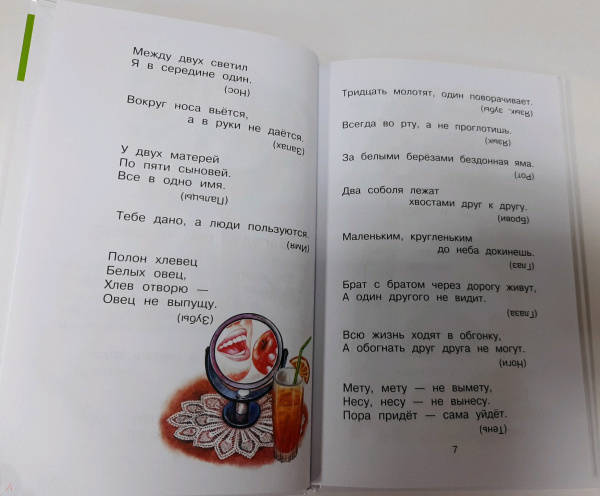 Между двух светил
Я в середине один.
(Нос)
Вокруг носа вьётся,
а в руки не даётся.
(Запах)
У двух матерей
По пяти сыновей.
Все в одно имя.
(Пальцы)
Тебе дано, а люди пользуются.
(Имя)
Полон хлевец
Белых овец,
Хлев отворю —
Овец не выпущу.
(Зубы)
Тридцать молотят, один поворачивает.
(Язык, зубы)
Всегда во рту, а не проглотишь.
(Язык)
За белыми берёзами бездонная яма.
(Рот)
Два соболя лежат
хвостами друг к другу.
(Брови)
Маленьким, кругленьким
до неба докинешь.
(Глаз)
Брат с братом через дорогу живут,
А один другого не видит.
(Глаза)
Всю жизнь ходят в обгонку,
А обогнать друг друга не могут.
(Ноги)
Мету, мету — не вымету,
Несу, несу — не вынесу.
Пора придёт — сама уйдёт.
(Тень)
7